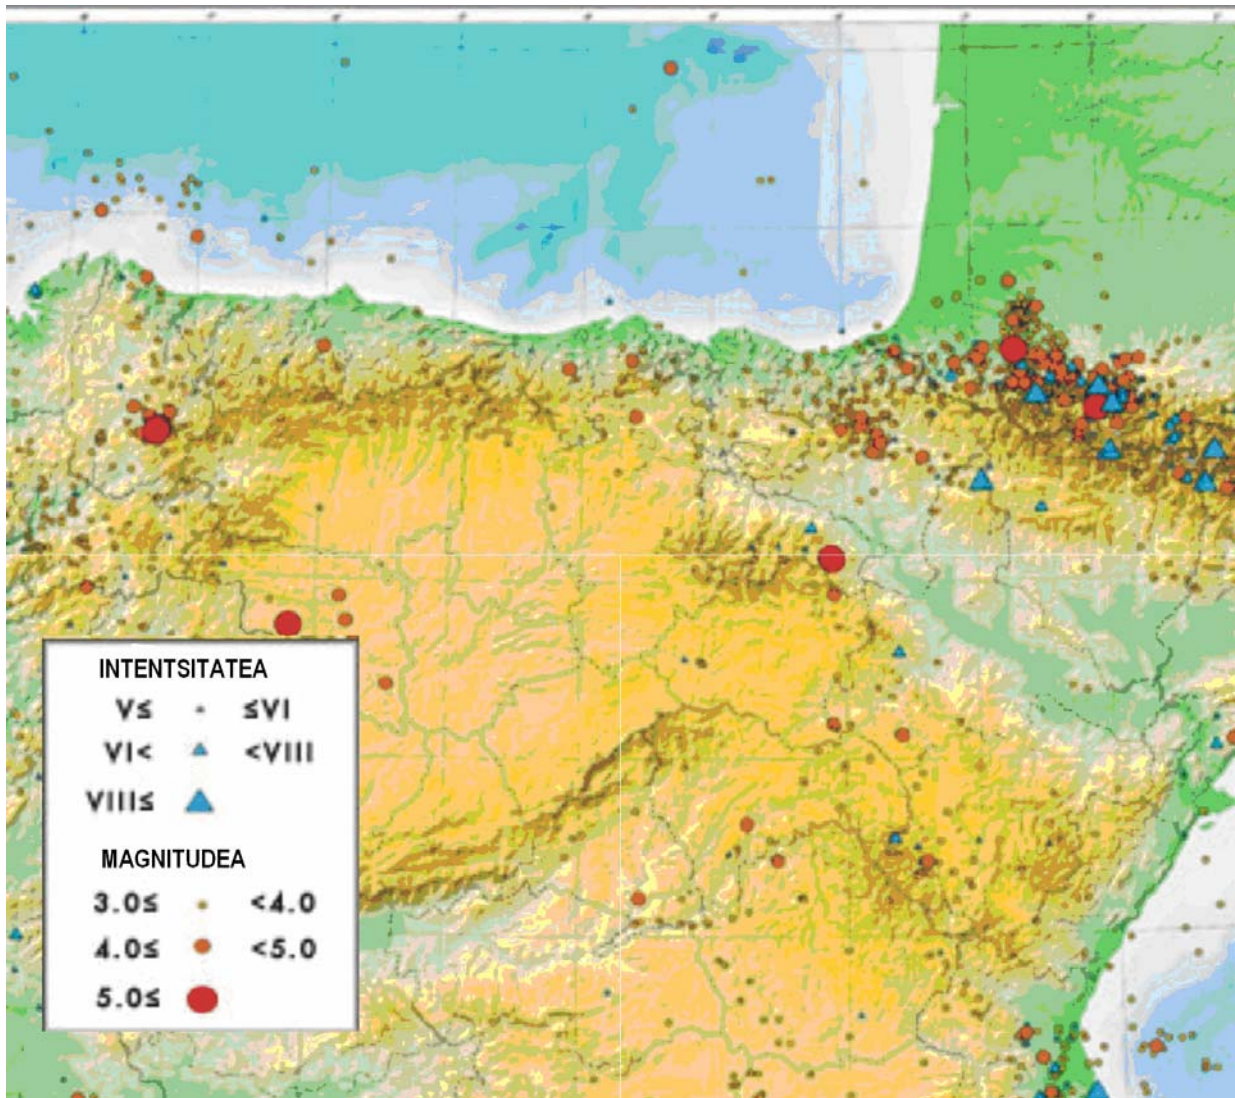 INTENTSITATEA
V≤ ≤VI
VI< <VIII
VIII≤
MAGNITUDEA
3.0≤ <4.0
4.0≤ <5.0
5.0≤